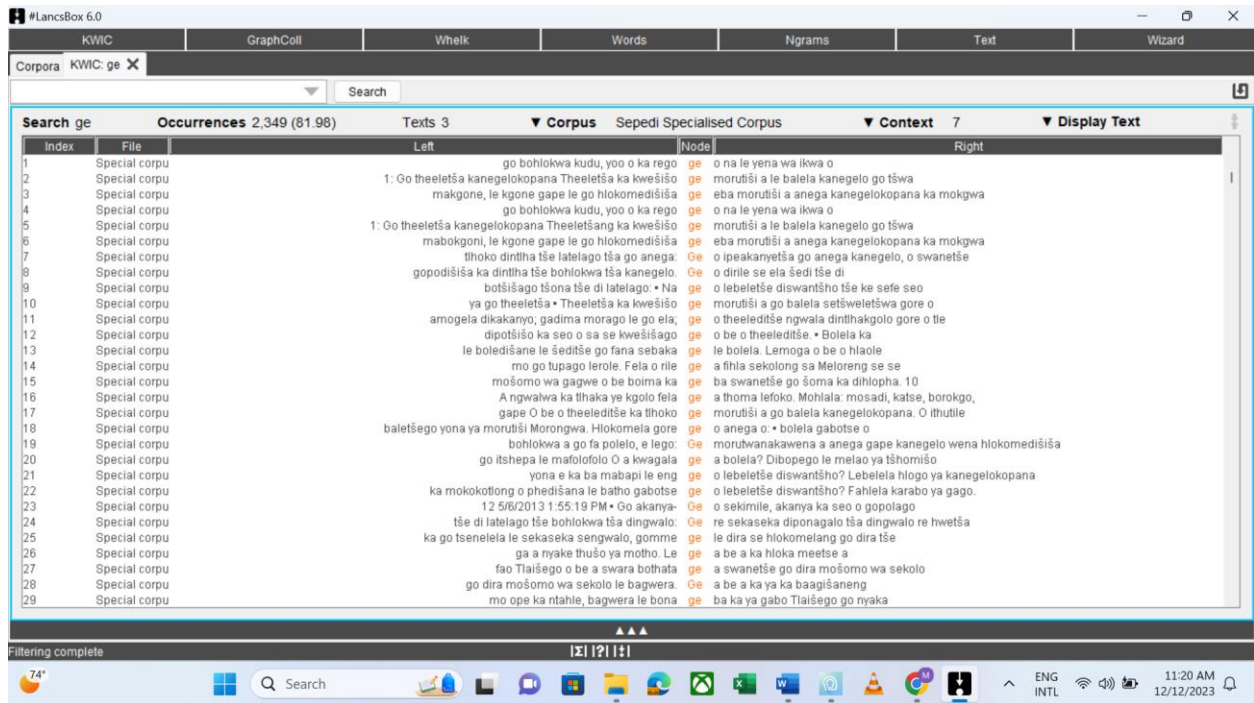 #LancsBox 6.0
KWIC GraphColl Whelk Words Ngrams Text Wizard
Corpora KWIC: ge
Search
Search ge Occurrences 2,349 (81.98) Texts 3 ▼ Corpus Sepedi Specialised Corpus ▼ Context 7 ▼ Display Text
Index File Left Node Right
1 Special corpu go bohlokwa kudu, yoo o ka rego ge o na le yena wa ikwa o
2 Special corpu 1: Go theeletša kanegelokopana Theeletša ka kwešišo ge morutiši a le balela kanegelo go tšwa
3 Special corpu makgone, le kgone gape le go hlokomedišiša ge eba morutiši a anega kanegelokopana ka mokgwa
4 Special corpu go bohlokwa kudu, yoo o ka rego ge o na le yena wa ikwa o
5 Special corpu 1: Go theeletša kanegelokopana Theeletšang ka kwešišo ge morutiši a le balela kanegelo go tšwa
6 Special corpu mabokgoni, le kgone gape le go hlokomedišiša ge eba morutiši a anega kanegelokopana ka mokgwa
7 Special corpu tlhoko dintlha tše latelago tša go anega: Ge o ipeakanyetša go anega kanegelo, o swanetše
8 Special corpu gopodišiša ka dintlha tše bohlokwa tša kanegelo. Ge o dirile se ela šedi tše di
9 Special corpu botšišago tšona tše di latelago: • Na ge o lebeletše diswantšho tše ke sefe seo
10 Special corpu ya go theeletša • Theeletša ka kwešišo ge morutiši a go balela setšweletšwa gore o
11 Special corpu amogela dikakanyo; gadima morago le go ela; ge o theeleditše ngwala dintlhakgolo gore o tle
12 Special corpu dipotšišo ka seo o sa se kwešišago ge o be o theeleditše. • Bolela ka
13 Special corpu le boledišane le šeditše go fana sebaka ge le bolela. Lemoga o be o hlaole
14 Special corpu mo go tupago lerole. Fela o rile ge a fihla sekolong sa Meloreng se se
15 Special corpu mošomo wa gagwe o be boima ka ge ba swanetše go šoma ka dihlopha. 10
16 Special corpu A ngwalwa ka tlhaka ye kgolo fela ge a thoma lefoko. Mohlala: mosadi, katse, borokgo,
17 Special corpu gape O be o theeleditše ka tlhoko ge morutiši a go balela kanegelokopana. O ithutile
18 Special corpu baletšego yona ya morutiši Morongwa. Hlokomela gore ge o anega o: • bolela gabotse o
19 Special corpu bohlokwa a go fa polelo, e lego: Ge morutwanakawena a anega gape kanegelo wena hlokomedišiša
20 Special corpu go itshepa le mafolofolo O a kwagala ge a bolela? Dibopego le melao ya tšhomišo
21 Special corpu yona e ka ba mabapi le eng ge o lebeletše diswantšho? Lebelela hlogo ya kanegelokopana
22 Special corpu ka mokokotlong o phedišana le batho gabotse ge o lebeletše diswantšho? Fahlela karabo ya gago.
23 Special corpu 12 5/6/2013 1:55:19 PM • Go akanya- Ge o sekimile, akanya ka seo o gopolago
24 Special corpu tše di latelago tše bohlokwa tša dingwalo: Ge re sekaseka diponagalo tša dingwalo re hwetša
25 Special corpu ka go tsenelela le sekaseka sengwalo, gomme ge le dira se hlokomelang go dira tše
26 Special corpu ga a nyake thušo ya motho. Le ge a be a ka hloka meetse a
27 Special corpu fao Tlaišego o be a swara bothata ge a swanetše go dira mošomo wa sekolo
28 Special corpu go dira mošomo wa sekolo le bagwera. Ge a be a ka ya ka baagišaneng
29 Special corpu mo ope ka ntahle, bagwera le bona ge ba ka ya gabo Tlaišego go nyaka
▲▲▲
Filtering complete |Σ| |?| |‡|
74° Search ENG INTL 11:20 AM 12/12/2023